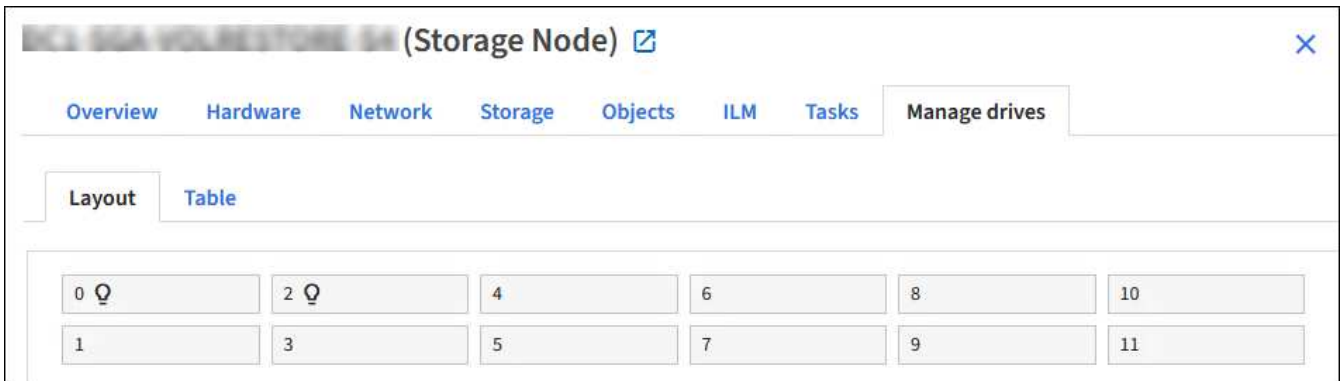 (Storage Node)
Overview Hardware Network Storage Objects ILM Tasks Manage drives
Layout Table
0 2 4 6 8 10
1 3 5 7 9 11